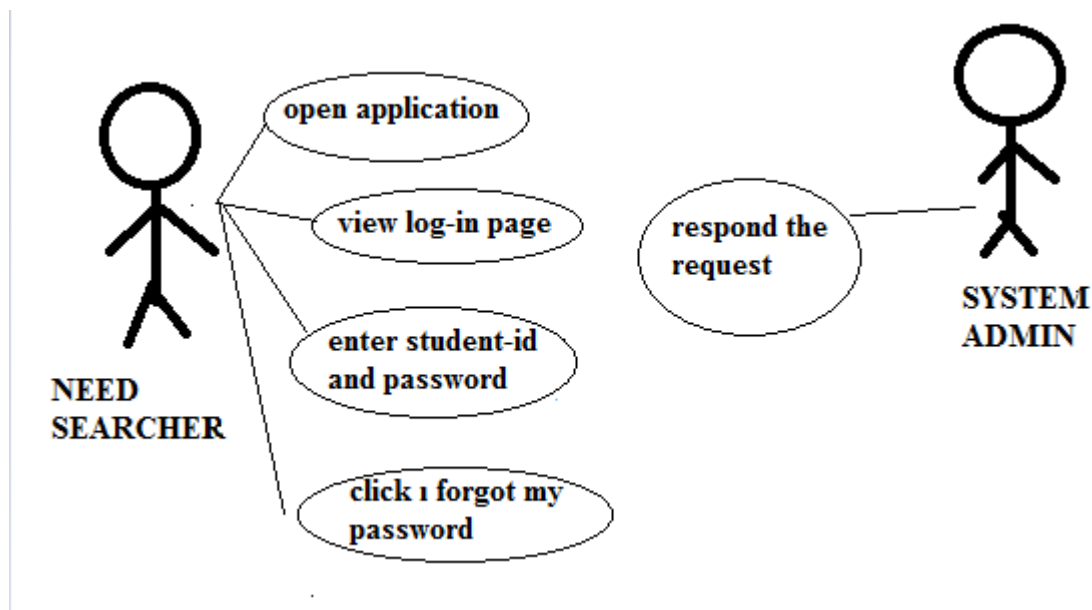 open application
view log-in page
enter student-id
and password
click ı forgot my
password
NEED
SEARCHER
respond the
request
SYSTEM
ADMIN